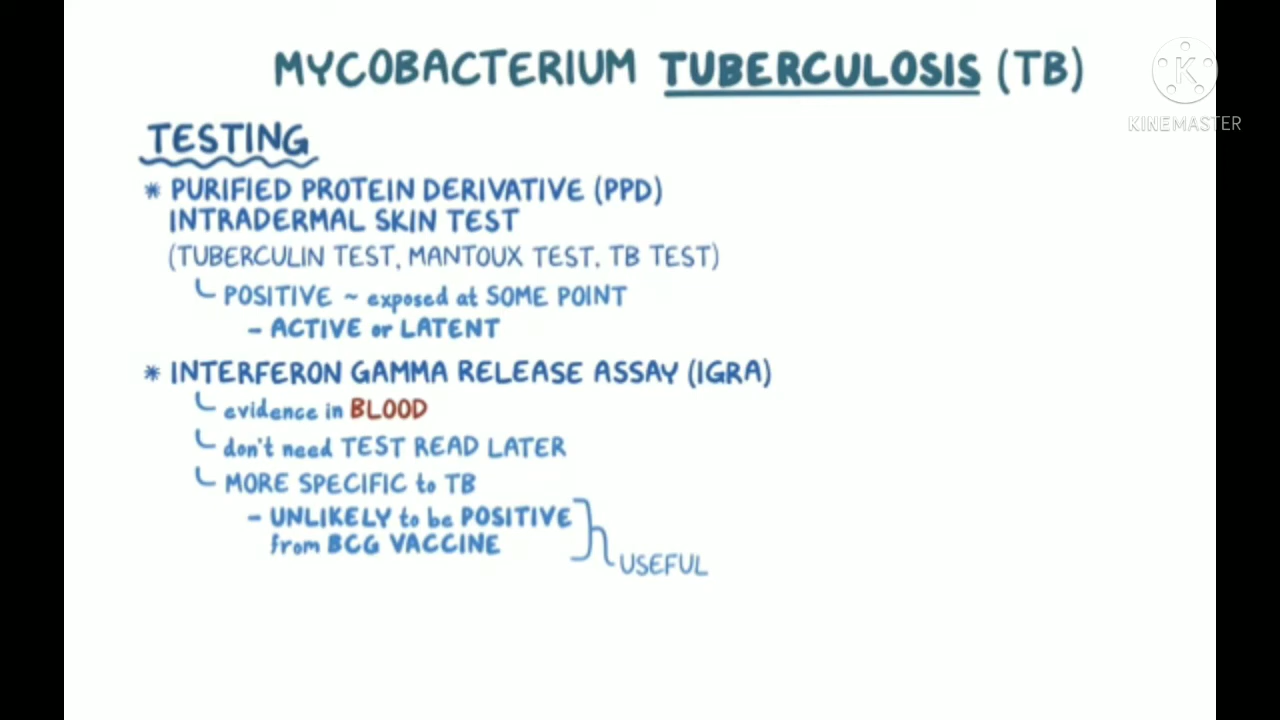 MYCOBACTERIUM TUBERCULOSIS (TB)
K
KINEMASTER
TESTING
* PURIFIED PROTEIN DERIVATIVE (PPD)
INTRADERMAL SKIN TEST
(TUBERCULIN TEST, MANTOUX TEST, TB TEST)
POSITIVE ~ exposed at SOME POINT
- ACTIVE or LATENT
* INTERFERON GAMMA RELEASE ASSAY (IGRA)
evidence in BLOOD
don't need TEST READ LATER
MORE SPECIFIC to TB
- UNLIKELY to be POSITIVE
from BCG VACCINE
USEFUL